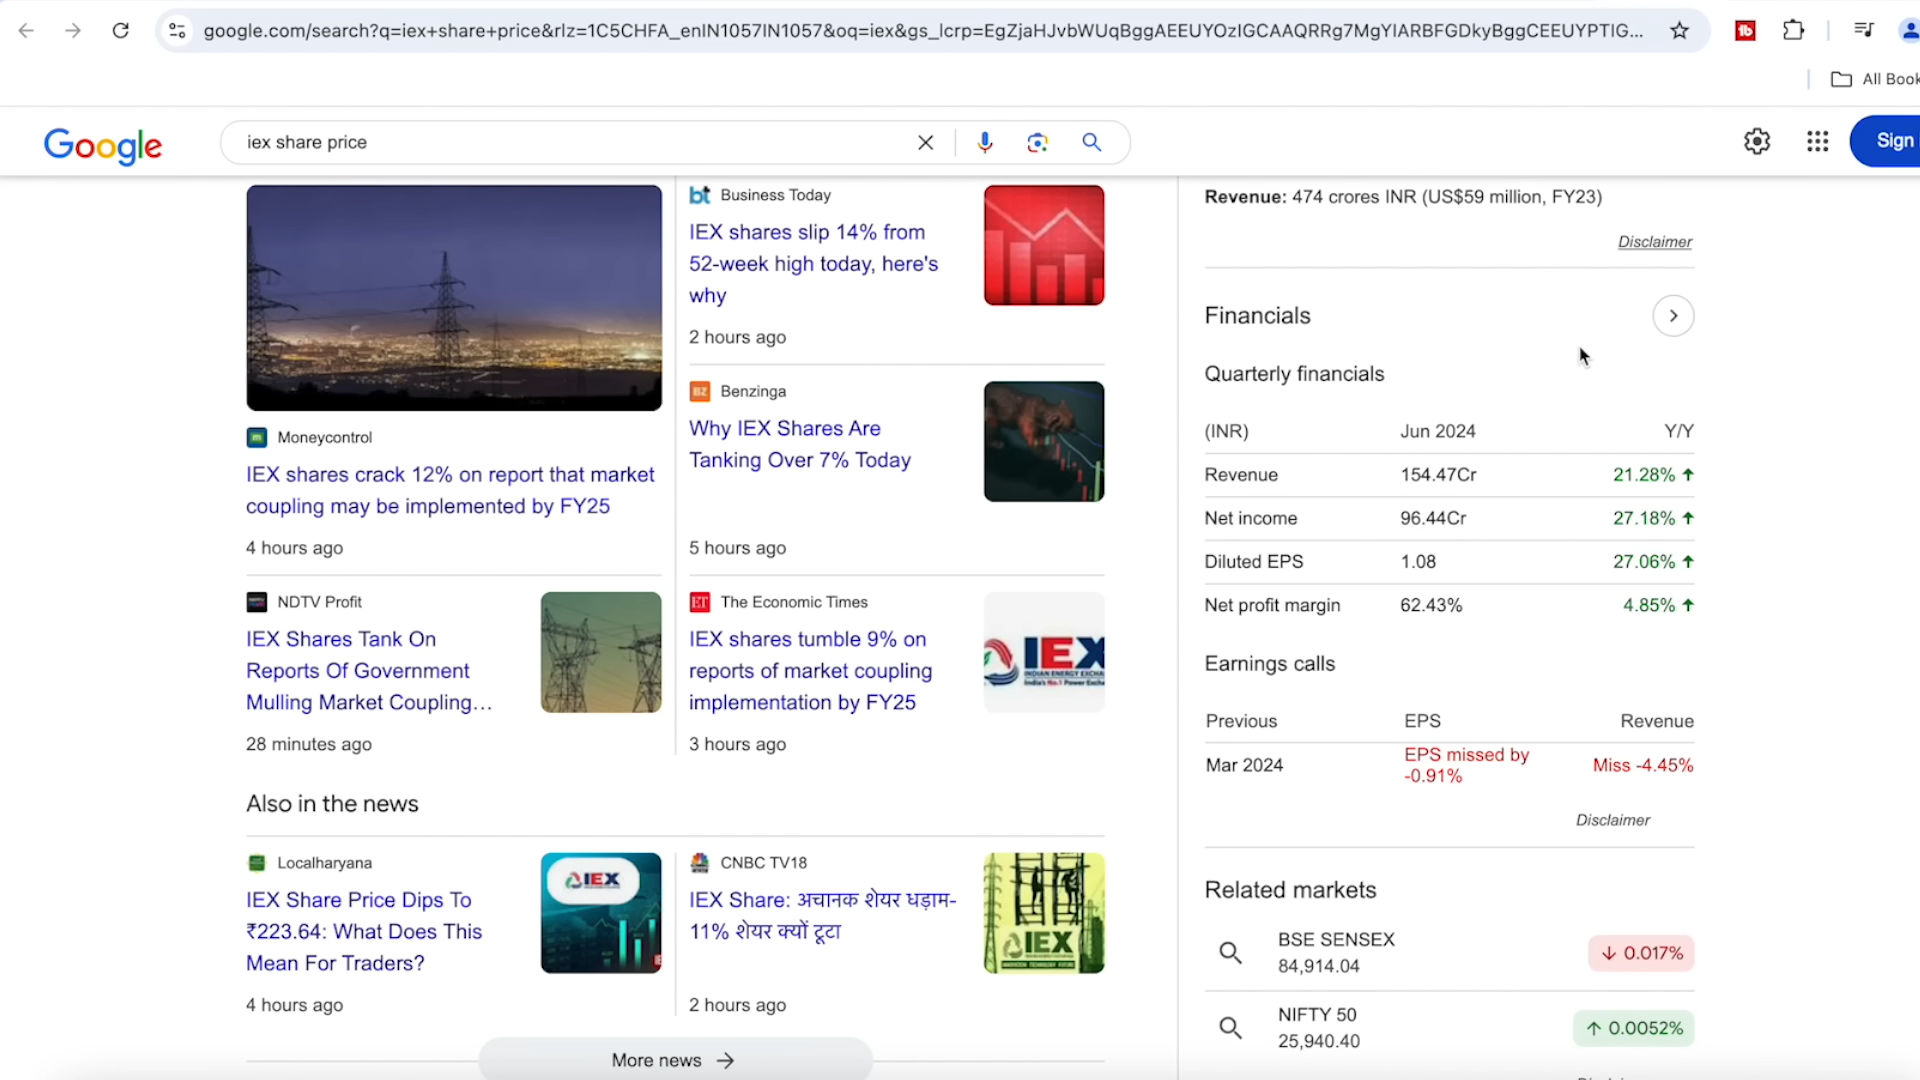 google.com/search?q=iex+share+price&rlz=1C5CHFA_enIN1057IN1057&oq=iex&gs_lcrp=EgZjaHJvbWUqBggAEEUYOzIGCAAQRRg7MgYIARBFGDkyBggCEEUYPTIG...
All Book
Google
iex share price
Sign
Business Today
IEX shares slip 14% from
52-week high today, here's
why
2 hours ago
Benzinga
Why IEX Shares Are
Tanking Over 7% Today
5 hours ago
Moneycontrol
IEX shares crack 12% on report that market
coupling may be implemented by FY25
4 hours ago
NDTV Profit
IEX Shares Tank On
Reports Of Government
Mulling Market Coupling...
28 minutes ago
ET
The Economic Times
IEX shares tumble 9% on
reports of market coupling
implementation by FY25
3 hours ago
IEX
INDIAN ENERGY EXCHA
India's No.1 Power Excha
Also in the news
Localharyana
IEX Share Price Dips To
₹223.64: What Does This
Mean For Traders?
4 hours ago
IEX
CNBC TV18
IEX Share: अचानक शेयर धड़ाम-
11% शेयर क्यों टूटा
2 hours ago
IEX
More news
Revenue: 474 crores INR (US$59 million, FY23)
Disclaimer
Financials
Quarterly financials
(INR) Jun 2024 Y/Y
Revenue 154.47Cr 21.28%
Net income 96.44Cr 27.18%
Diluted EPS 1.08 27.06%
Net profit margin 62.43% 4.85%
Earnings calls
Previous EPS Revenue
Mar 2024 EPS missed by -0.91% Miss -4.45%
Disclaimer
Related markets
BSE SENSEX
84,914.04
0.017%
NIFTY 50
25,940.40
0.0052%